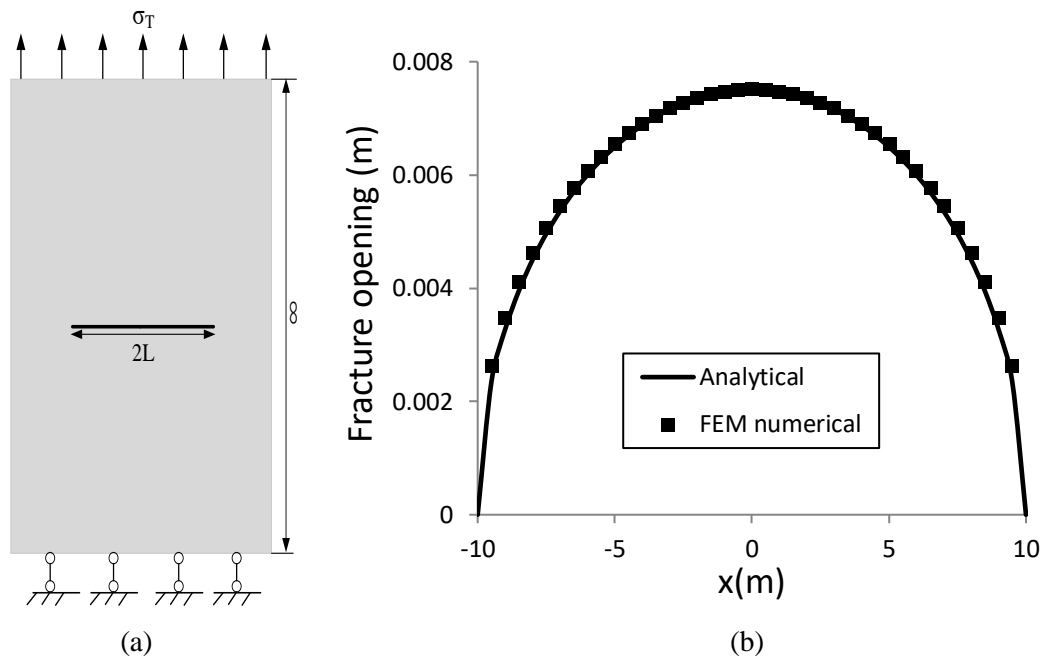 σT
∞
2L
(a)
Fracture opening (m)
0.008
0.006
0.004
0.002
0
Analytical
FEM numerical
-10
-5
0
5
10
x(m)
(b)